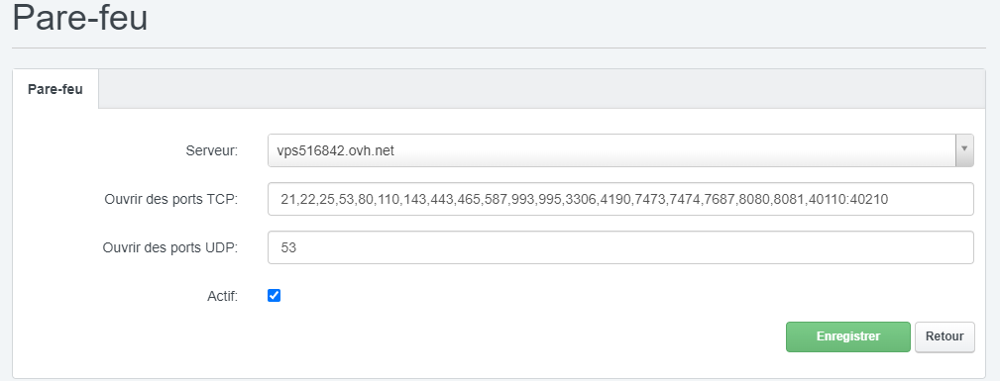 Pare-feu
Pare-feu
Serveur: vps516842.ovh.net
Ouvrir des ports TCP: 21,22,25,53,80,110,143,443,465,587,993,995,3306,4190,7473,7474,7687,8080,8081,40110:40210
Ouvrir des ports UDP: 53
Actif:
Enregistrer Retour